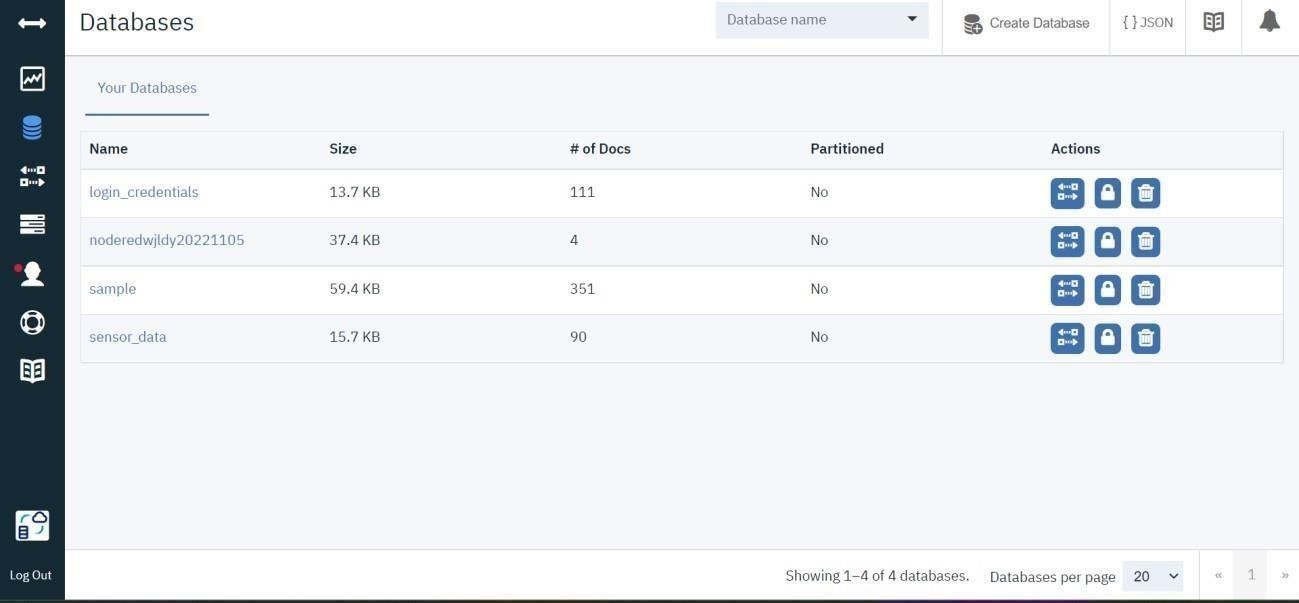 Databases
Database name
Create Database
{ } JSON
Your Databases
Name Size # of Docs Partitioned Actions
login_credentials 13.7 KB 111 No
noderedwjldy20221105 37.4 KB 4 No
sample 59.4 KB 351 No
sensor_data 15.7 KB 90 No
Log Out
Showing 1–4 of 4 databases. Databases per page 20 « 1 »